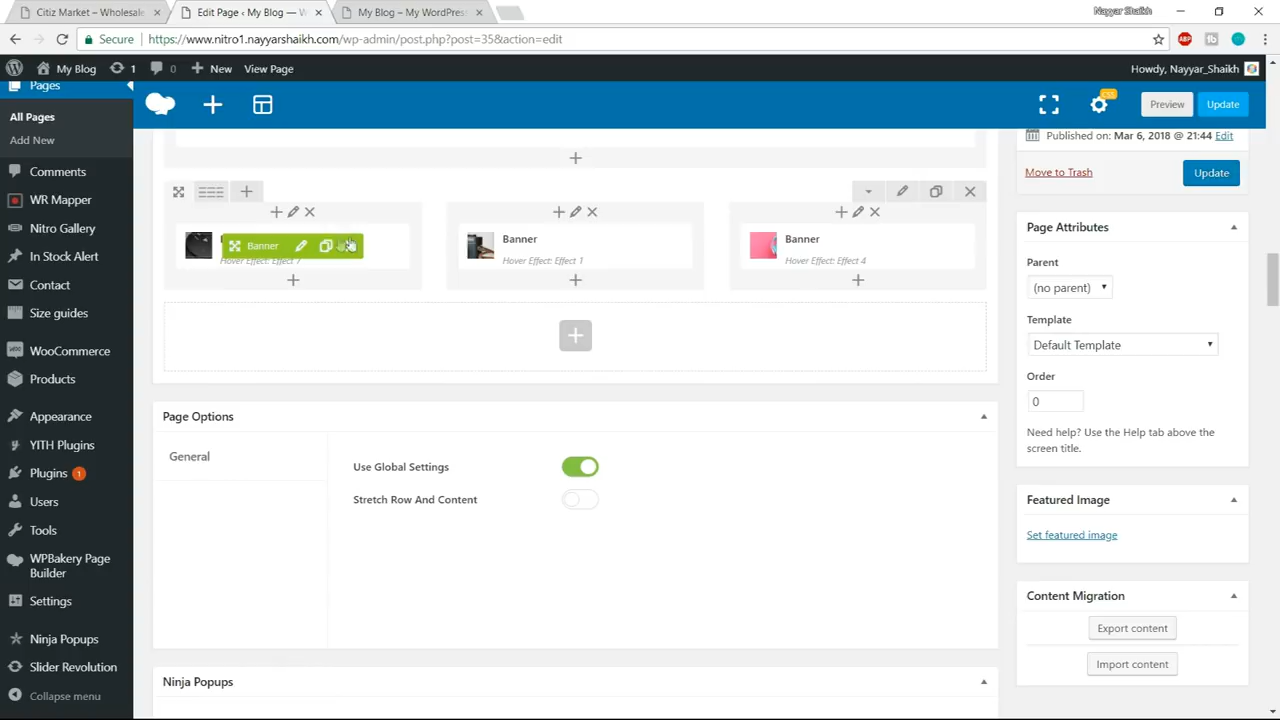 Citiz Market – Wholesale
Edit Page ‹ My Blog —
My Blog – My WordPress
Nayyar Shaikh
Secure
https://www.nitro1.nayyarshaikh.com/wp-admin/post.php?post=35&action=edit
My Blog
1
0
New
View Page
Howdy, Nayyar_Shaikh
Pages
All Pages
Add New
Comments
WR Mapper
Nitro Gallery
In Stock Alert
Contact
Size guides
WooCommerce
Products
Appearance
YITH Plugins
Plugins 1
Users
Tools
WPBakery Page
Builder
Settings
Ninja Popups
Slider Revolution
Collapse menu
CSS
Preview
Update
Banner
Hover Effect: Effect 7
Banner
Hover Effect: Effect 1
Banner
Hover Effect: Effect 4
Page Options
General
Use Global Settings
Stretch Row And Content
Ninja Popups
Published on: Mar 6, 2018 @ 21:44 Edit
Move to Trash
Update
Page Attributes
Parent
(no parent)
Template
Default Template
Order
0
Need help? Use the Help tab above the
screen title.
Featured Image
Set featured image
Content Migration
Export content
Import content